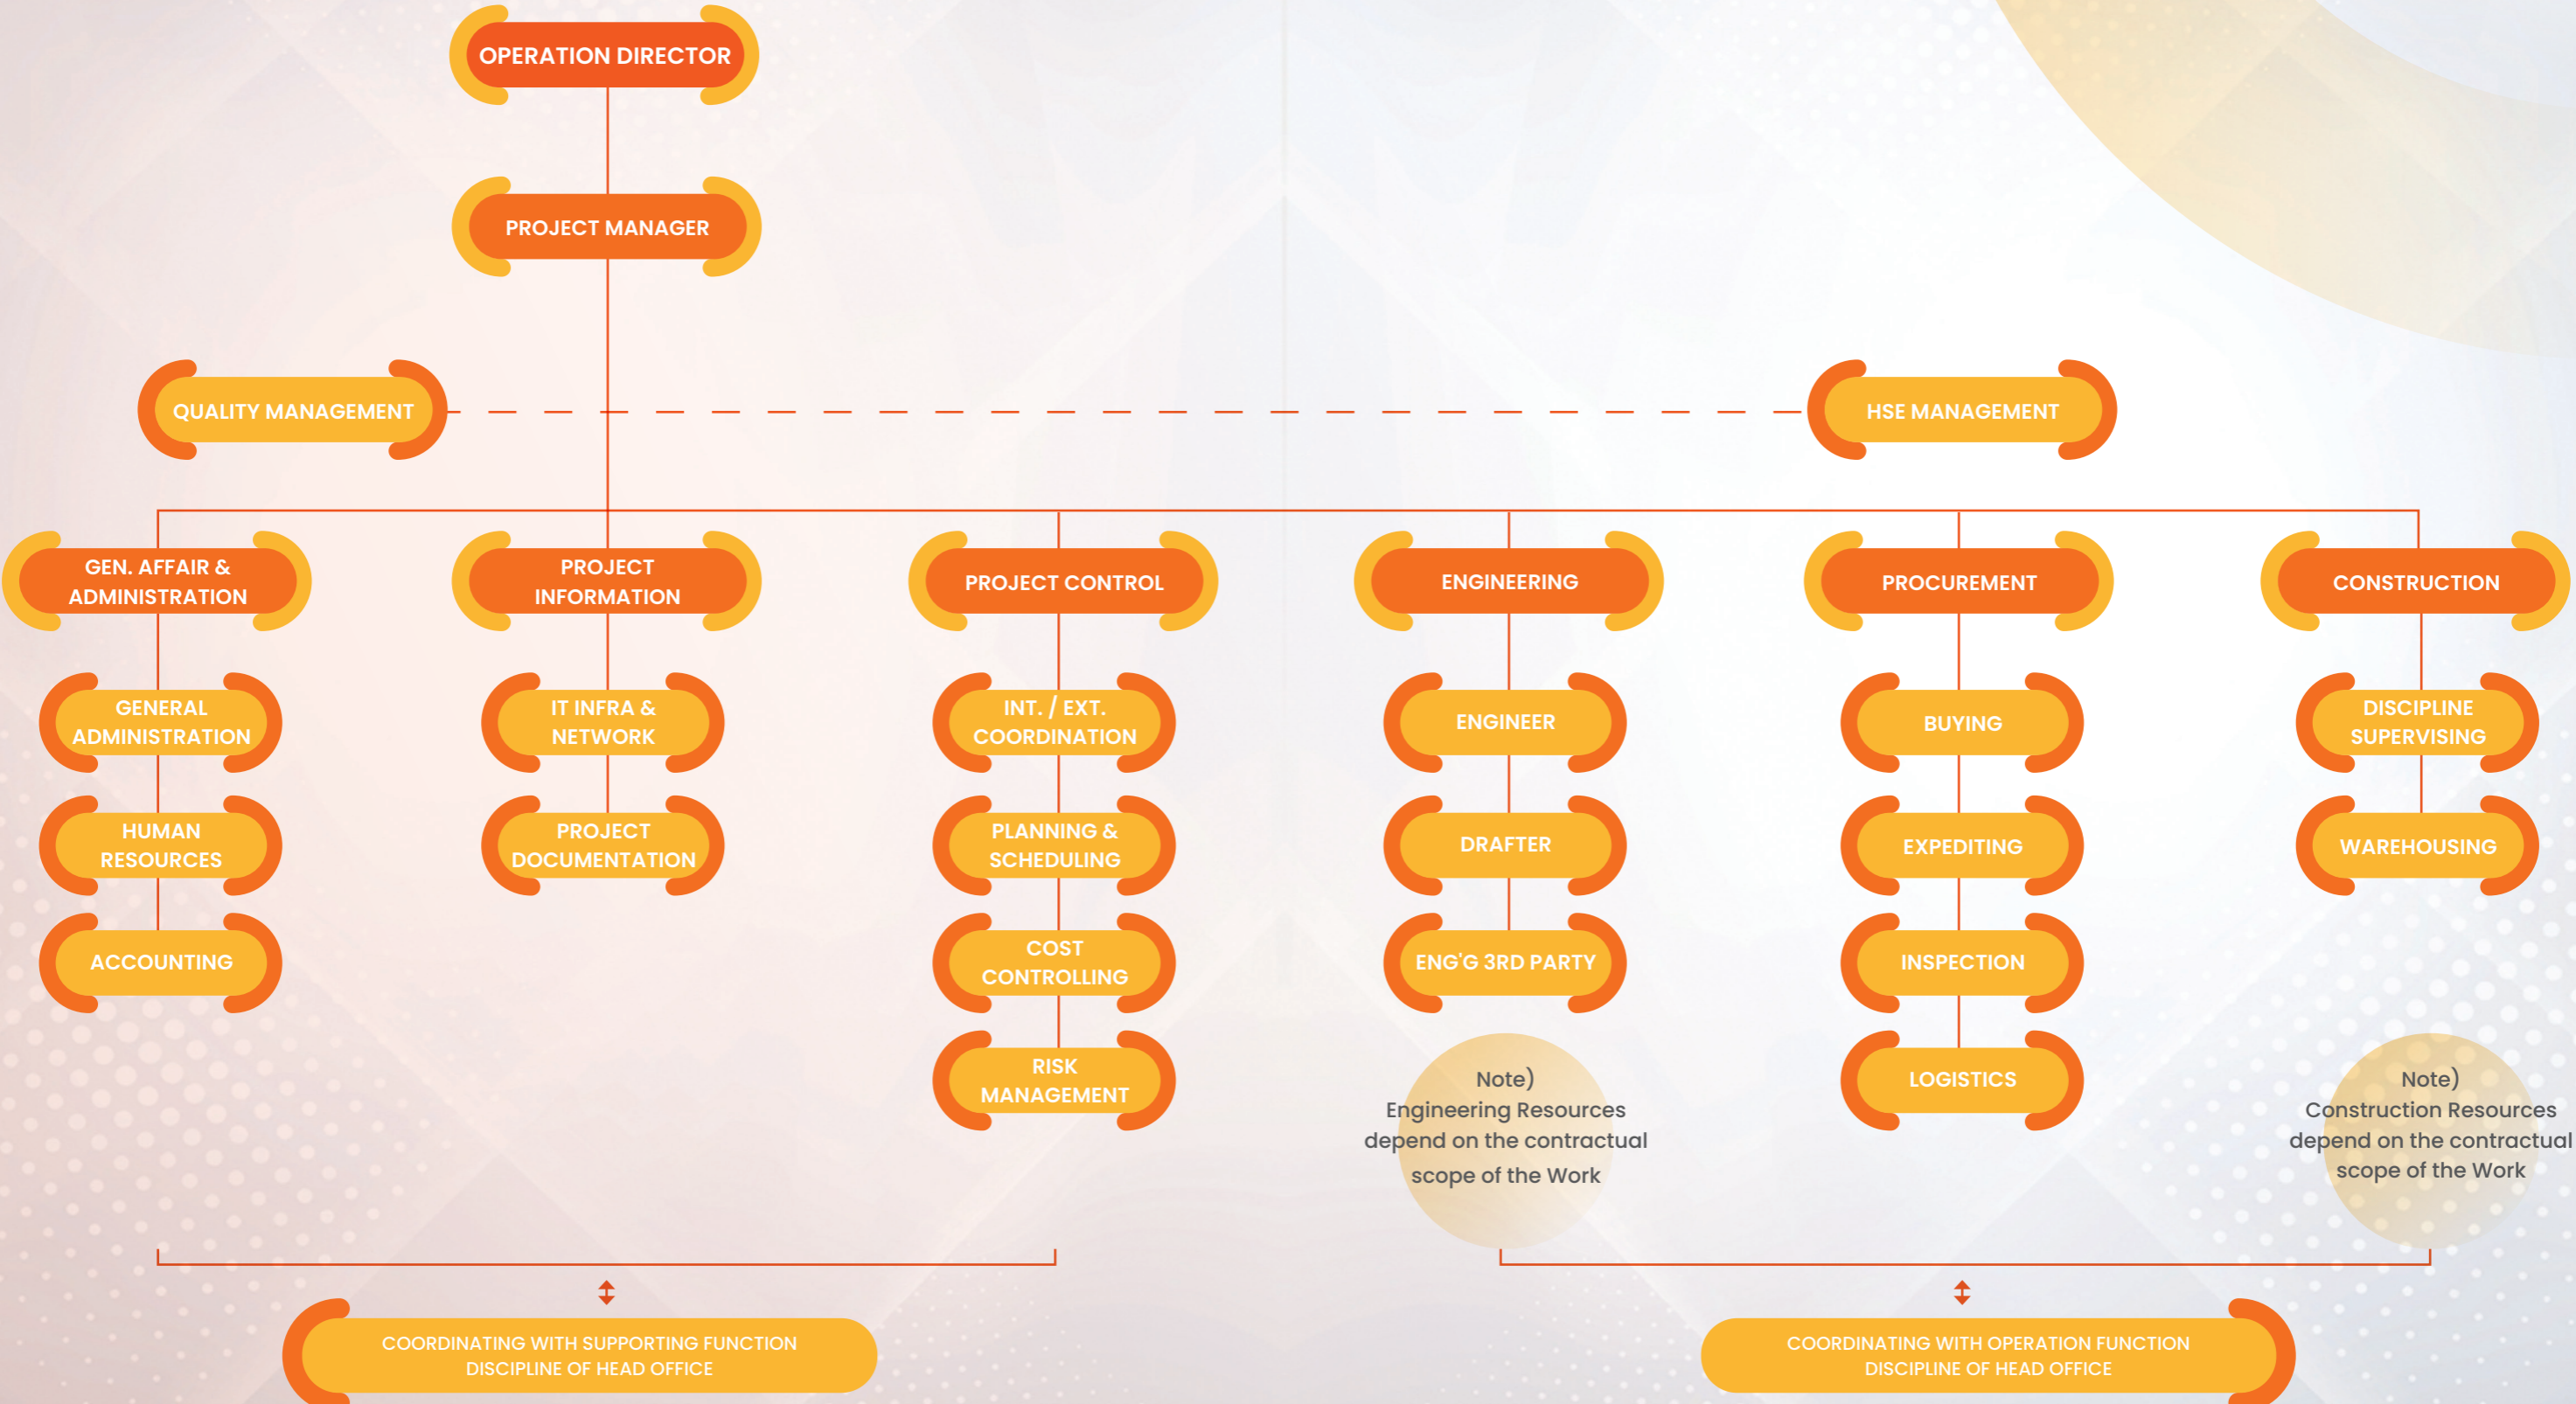 OPERATION DIRECTOR
PROJECT MANAGER
QUALITY MANAGEMENT
HSE MANAGEMENT
GEN. AFFAIR &
ADMINISTRATION
PROJECT
INFORMATION
PROJECT CONTROL
ENGINEERING
PROCUREMENT
CONSTRUCTION
GENERAL
ADMINISTRATION
HUMAN
RESOURCES
ACCOUNTING
IT INFRA &
NETWORK
PROJECT
DOCUMENTATION
INT. / EXT.
COORDINATION
PLANNING &
SCHEDULING
COST
CONTROLLING
RISK
MANAGEMENT
ENGINEER
DRAFTER
ENG'G 3RD PARTY
Note)
Engineering Resources
depend on the contractual
scope of the Work
BUYING
EXPEDITING
INSPECTION
LOGISTICS
DISCIPLINE
SUPERVISING
WAREHOUSING
Note)
Construction Resources
depend on the contractual
scope of the Work
COORDINATING WITH SUPPORTING FUNCTION
DISCIPLINE OF HEAD OFFICE
COORDINATING WITH OPERATION FUNCTION
DISCIPLINE OF HEAD OFFICE